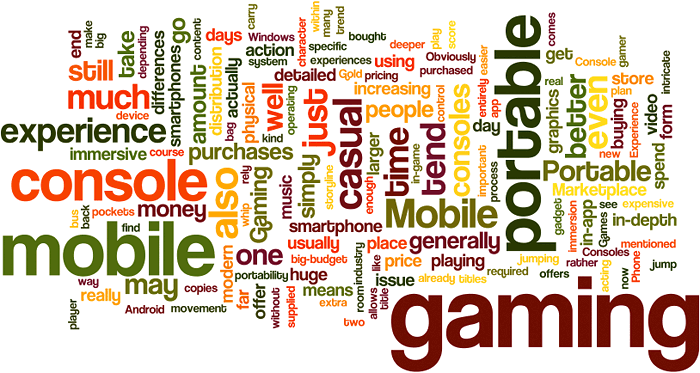 end
make
big
depending
go
still
take
differences
smartphones
much
device
experience
immersive
course
console
pockets
money
bus
back
find
mobile
way
may
really
copies
Android
movement
player
content
days
distribution
amount
actually
bag
purchases
also
modern
far
one
offer
portability
Gaming
whip
rely
carry
Windows
action
system
detailed
physical
well
kind
operating
music
simply
storyline
just
smartphone
usually
big-budget
huge
means
without
supplied
extra
two
within
many
trend
bought
specific
experiences
using
Gold
pricing
character
increasing
casual
people
larger
enough
in-game
time
Mobile
place
price
room
industry
issue
like
allows
title
deeper
play
score
Obviously
purchased
easier
control
tend
consoles
day
entirely
app
important
process
generally
playing
already
titles
required
portable
comes
Console
gamer
get
real
graphics
better
even
store
plan
buying
new
Experience
video
spend
form
intricate
Portable
Marketplace
gadget
immersion
in-app
Games
see
expensive
in-depth
Consoles
mentioned
jumping
rather
offers
acting
now
Phone
jump
gaming